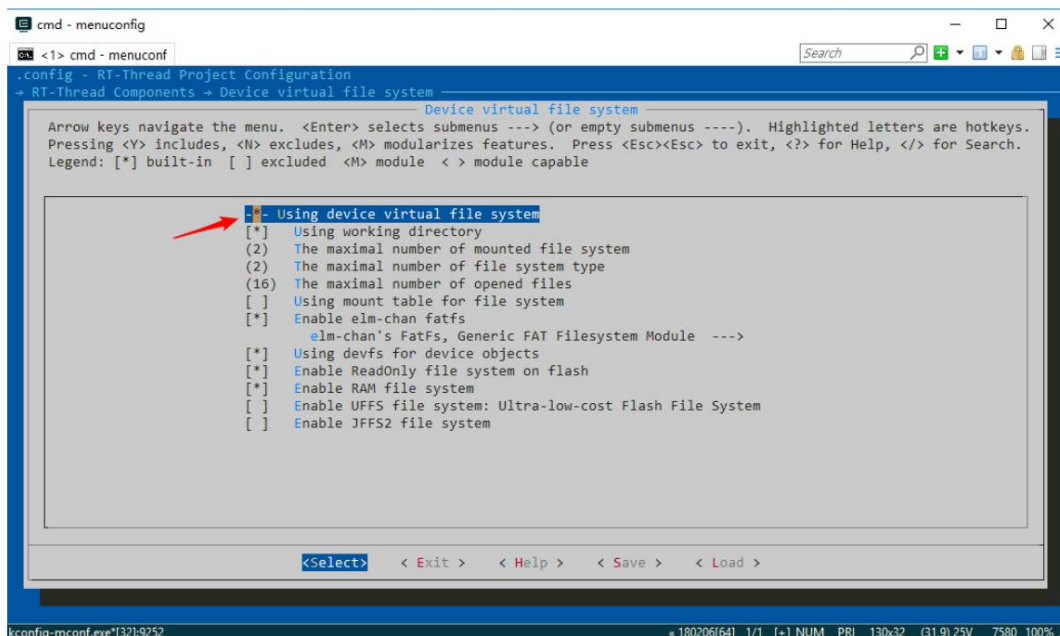 cmd - menuconfig
<1> cmd - menuconf
Search
.config - RT-Thread Project Configuration
→ RT-Thread Components → Device virtual file system
Device virtual file system
Arrow keys navigate the menu.  <Enter> selects submenus ---> (or empty submenus ----).  Highlighted letters are hotkeys.
Pressing <Y> includes, <N> excludes, <M> modularizes features.  Press <Esc><Esc> to exit, <?> for Help, </> for Search.
Legend: [*] built-in  [ ] excluded  <M> module  < > module capable
-*- Using device virtual file system
[*]   Using working directory
(2)   The maximal number of mounted file system
(2)   The maximal number of file system type
(16)  The maximal number of opened files
[ ]   Using mount table for file system
[*]   Enable elm-chan fatfs
elm-chan's FatFs, Generic FAT Filesystem Module  --->
[*]   Using devfs for device objects
[*]   Enable ReadOnly file system on flash
[*]   Enable RAM file system
[ ]   Enable UFFS file system: Ultra-low-cost Flash File System
[ ]   Enable JFFS2 file system
<Select>    < Exit >    < Help >    < Save >    < Load >
kconfig-mconf.exe*[32]:9252
« 180206[64]  1/1  [+] NUM  PRI  130x32  (31,9) 25V  7580  100%